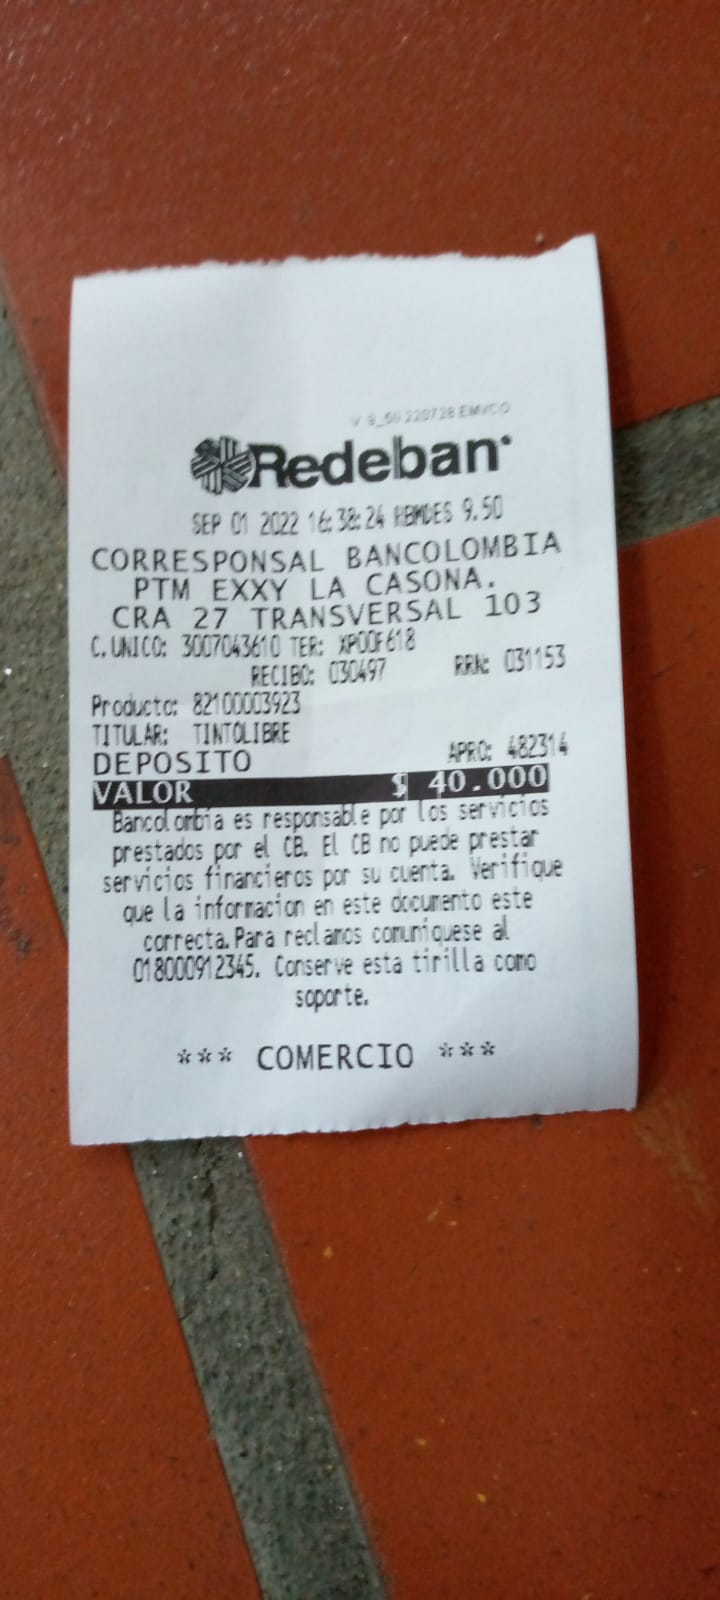 Redeban
SEP 01 2022 16:38:24 RBMDES 9.50
CORRESPONSAL BANCOLOMBIA
PTM EXXY LA CASONA.
CRA 27 TRANSVERSAL 103
C. UNICO: 3007043610 TER: XP00F618
RECIBO: 030497 RRN: 031153
Producto: 82100003923
TITULAR: TINTOLIBRE
DEPOSITO APRO: 482314
VALOR $ 40.000
Bancolombia es responsable por los servicios
prestados por el CB. El CB no puede prestar
servicios financieros por su cuenta. Verifique
que la informacion en este documento este
correcta. Para reclamos comuniquese al
018000912345. Conserve esta tirilla como
soporte.
*** COMERCIO ***